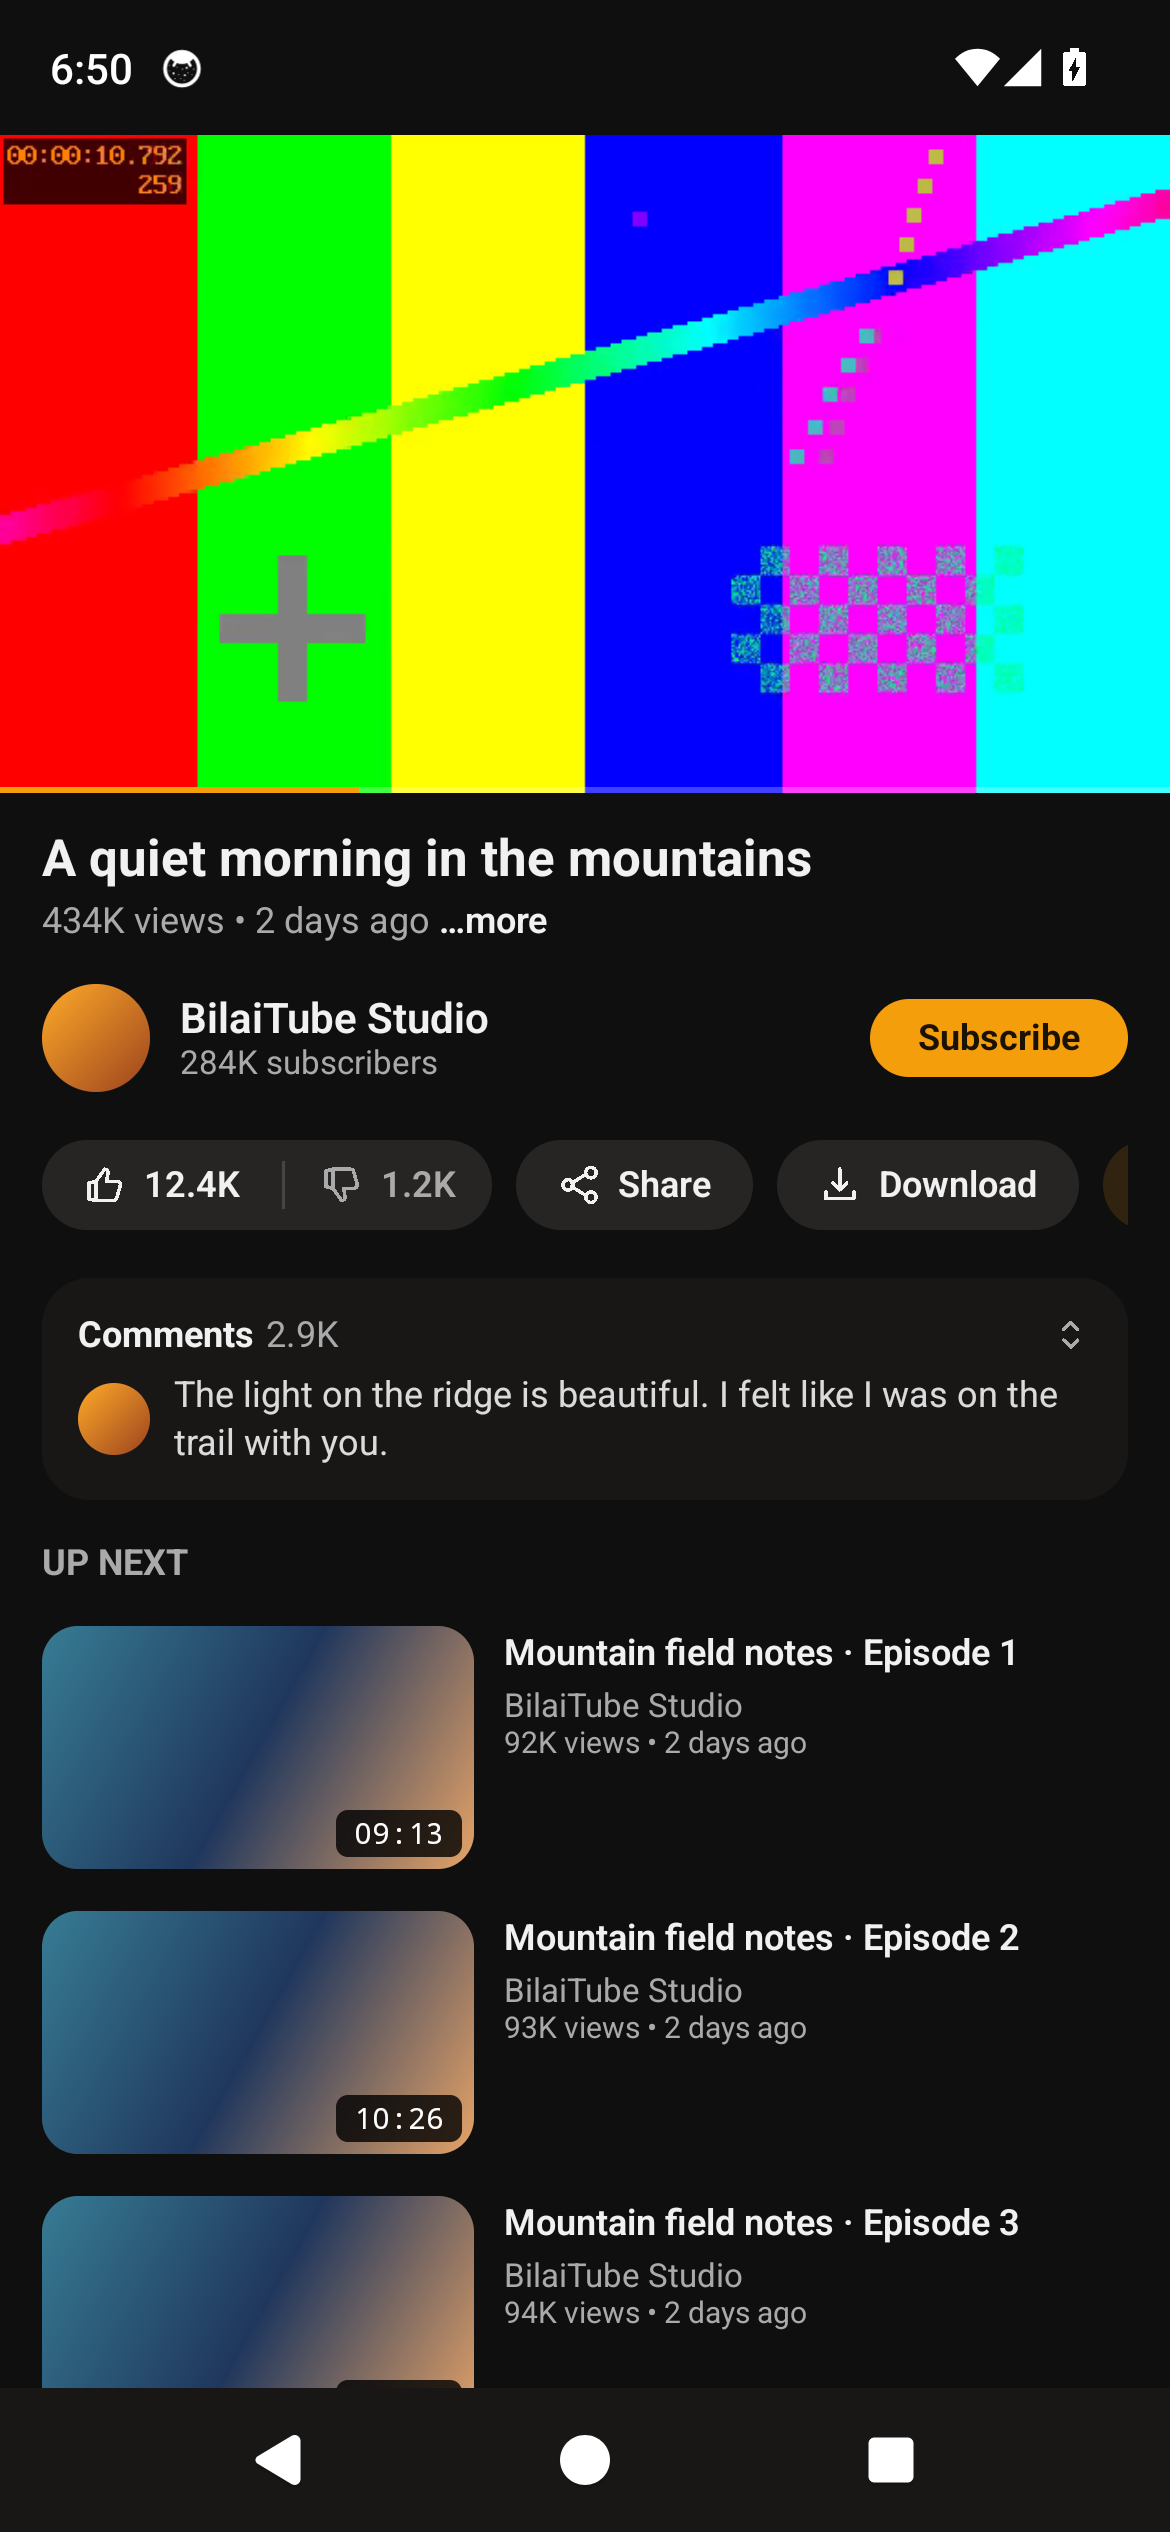 6:50
00:00:10.792
259
A quiet morning in the mountains
434K views • 2 days ago ...more
BilaiTube Studio
284K subscribers
Subscribe
12.4K
1.2K
Share
Download
Comments 2.9K
The light on the ridge is beautiful. I felt like I was on the
trail with you.
UP NEXT
Mountain field notes · Episode 1
BilaiTube Studio
92K views • 2 days ago
09:13
Mountain field notes · Episode 2
BilaiTube Studio
93K views • 2 days ago
10:26
Mountain field notes · Episode 3
BilaiTube Studio
94K views • 2 days ago